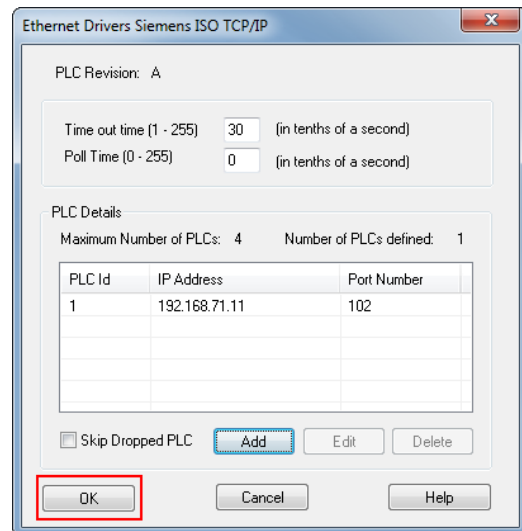 Ethernet Drivers Siemens ISO TCP/IP
PLC Revision: A
Time out time (1 - 255) 30 (in tenths of a second)
Poll Time (0 - 255) 0 (in tenths of a second)
PLC Details
Maximum Number of PLCs: 4 Number of PLCs defined: 1
PLC Id IP Address Port Number
1 192.168.71.11 102
Skip Dropped PLC Add Edit Delete
OK Cancel Help